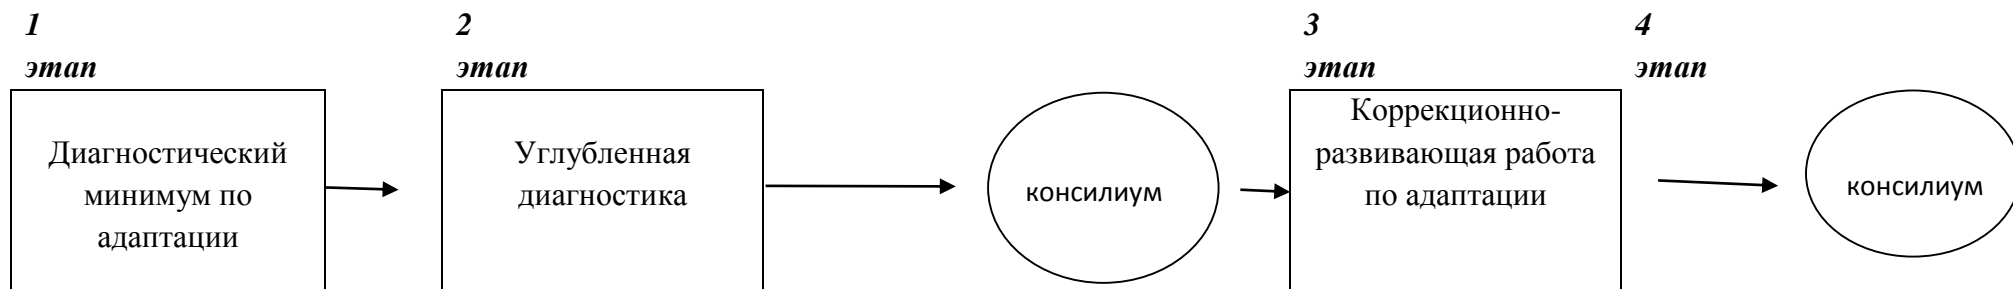 1
этап
2
этап
3
этап
4
этап
Диагностический
минимум по
адаптации
Углубленная
диагностика
консилиум
Коррекционно-
развивающая работа
по адаптации
консилиум